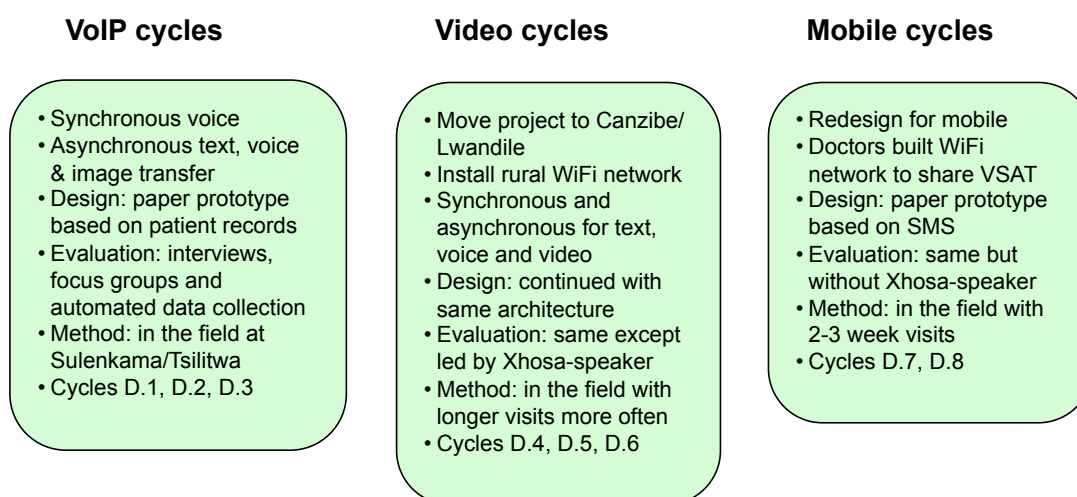 VoIP cycles
• Synchronous voice
• Asynchronous text, voice
& image transfer
• Design: paper prototype
based on patient records
• Evaluation: interviews,
focus groups and
automated data collection
• Method: in the field at
Sulenkama/Tsilitwa
• Cycles D.1, D.2, D.3
Video cycles
• Move project to Canzibe/
Lwandile
• Install rural WiFi network
• Synchronous and
asynchronous for text,
voice and video
• Design: continued with
same architecture
• Evaluation: same except
led by Xhosa-speaker
• Method: in the field with
longer visits more often
• Cycles D.4, D.5, D.6
Mobile cycles
• Redesign for mobile
• Doctors built WiFi
network to share VSAT
• Design: paper prototype
based on SMS
• Evaluation: same but
without Xhosa-speaker
• Method: in the field with
2-3 week visits
• Cycles D.7, D.8